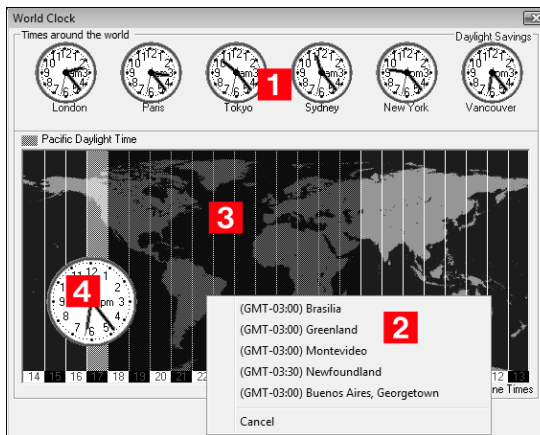 World Clock
Times around the world
Daylight Savings
1
London
Paris
Tokyo
Sydney
New York
Vancouver
Pacific Daylight Time
3
4
pm
2
(GMT-03:00) Brasilia
(GMT-03:00) Greenland
(GMT-03:00) Montevideo
(GMT-03:30) Newfoundland
(GMT-03:00) Buenos Aires, Georgetown
Cancel
14 15 16 17 18 19 20 21 22 12 13
ne Times